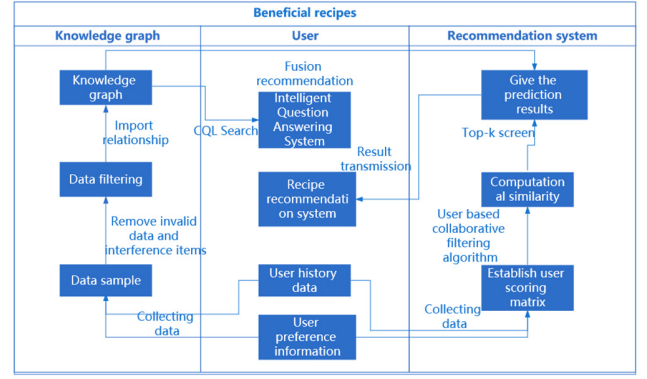 Beneficial recipes
Knowledge graph
User
Recommendation system
Knowledge
graph
Import
relationship
Data filtering
Remove invalid
data and
interference items
Data sample
Collecting
data
CQL Search
Fusion
recommendation
Intelligent
Question
Answering
System
Result
transmission
Recipe
recommendati
on system
User history
data
User
preference
information
Give the
prediction
results
Top-k screen
Computation
al similarity
User based
collaborative
filtering
algorithm
Establish user
scoring
matrix
Collecting
data